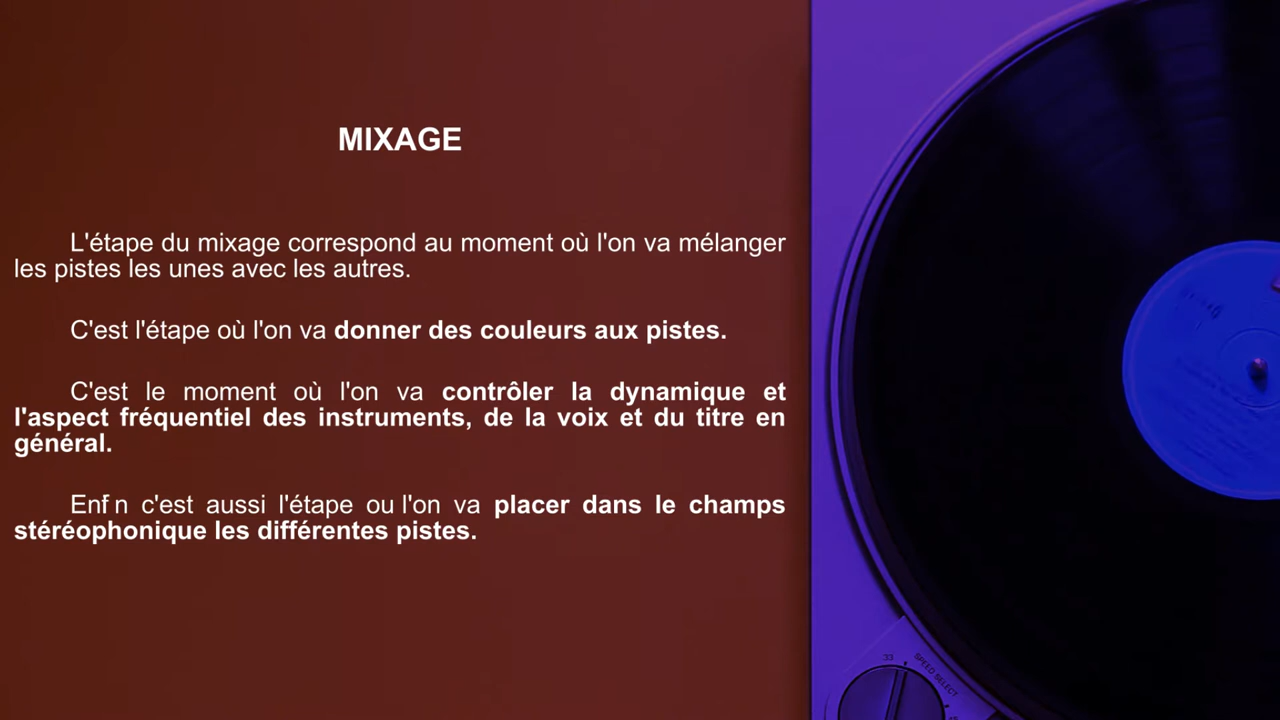 MIXAGE
L'étape du mixage correspond au moment où l'on va mélanger
les pistes les unes avec les autres.
C'est l'étape où l'on va donner des couleurs aux pistes.
C'est le moment où l'on va contrôler la dynamique et
l'aspect fréquentiel des instruments, de la voix et du titre en
général.
Enf n c'est aussi l'étape ou l'on va placer dans le champs
stéréophonique les différentes pistes.
33
SPEED SELECT